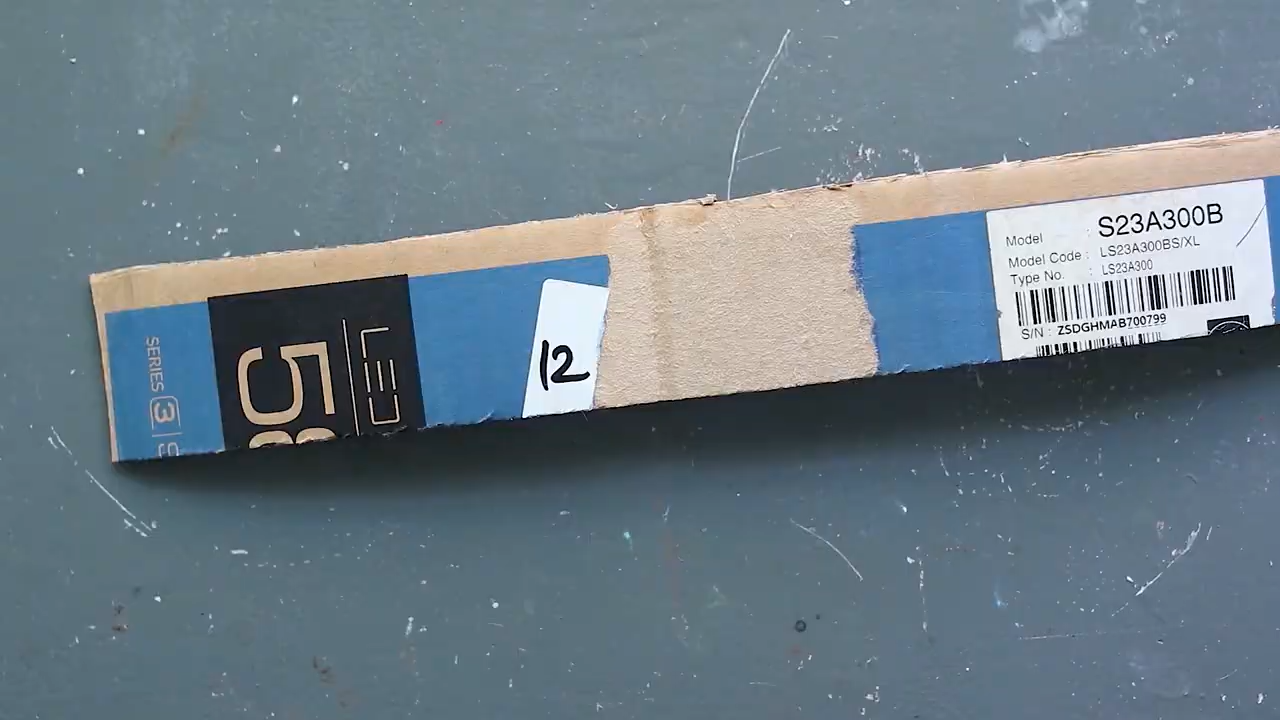 SERIES 3
LED
12
Model : S23A300B
Model Code : LS23A300BS/XL
Type No. : LS23A300
S/N : ZSDGHMAB700799